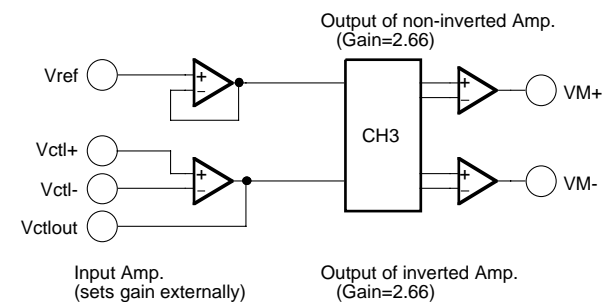 Output of non-inverted Amp.
(Gain=2.66)
Vref
+
−
+
−
VM+
CH3
Vctl+
Vctl-
+
−
+
−
VM-
Vctlout
Input Amp.
(sets gain externally)
Output of inverted Amp.
(Gain=2.66)